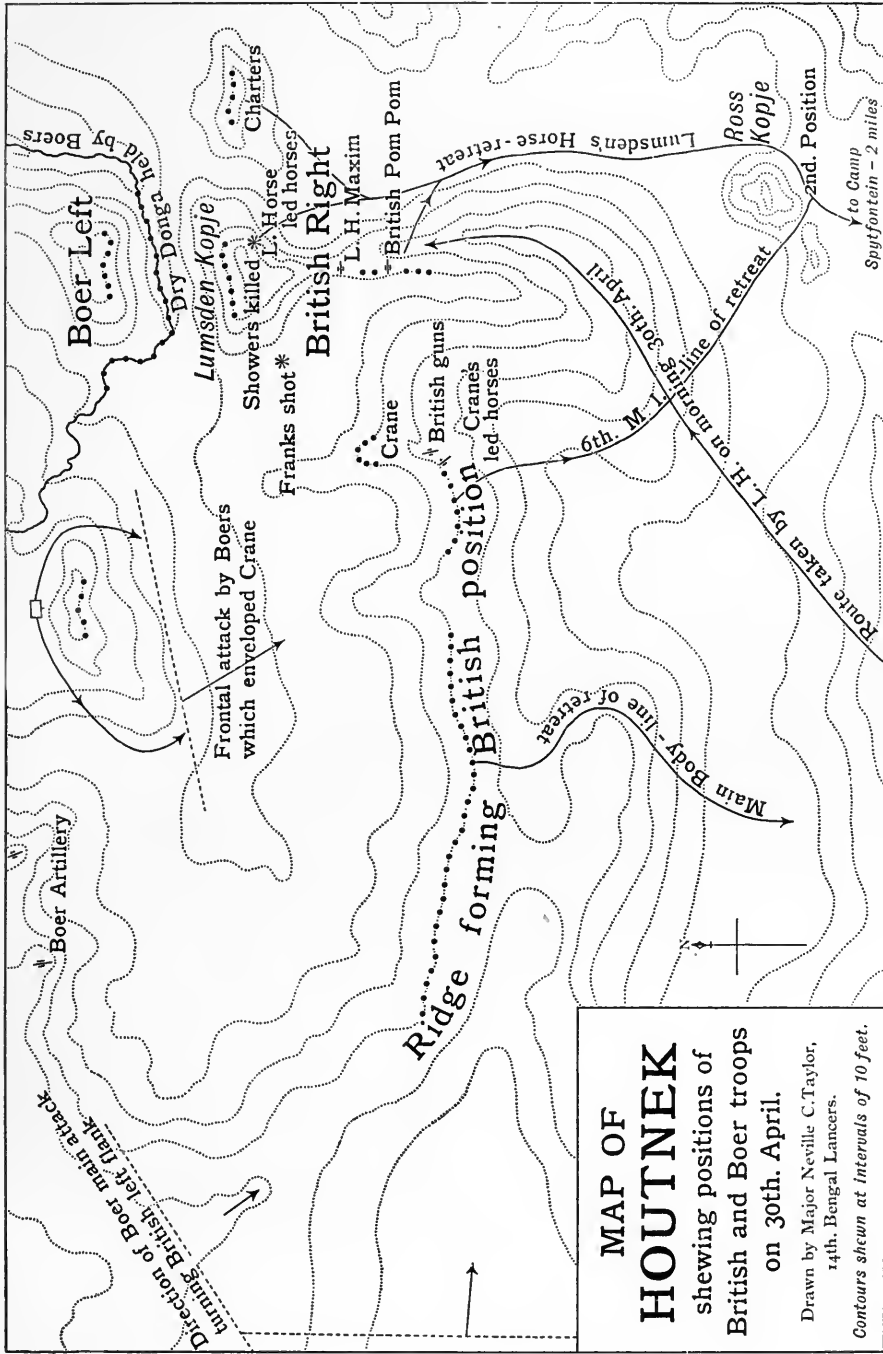 Boer Artillery
Direction of Boer main attack
turning British left flank
Frontal attack by Boers
which enveloped Crane
Boer Left
Dry Donga held by Boers
Lumsden Kopje
Charters
Showers killed *
L. Horse
led horses
Franks shot *
British Right
L. H. Maxim
British Pom Pom
Crane
British guns
Cranes'
led horses
Ridge forming British position
6th. M. I. line of retreat
Lumsden's Horse-retreat
Route taken by L. H. on morning 30th. April
Main Body - line of retreat
Ross
Kopje
2nd. Position
to Camp
Spytfontein - 2 miles
N
MAP OF
HOUTNEK
shewing positions of
British and Boer troops
on 30th. April.
Drawn by Major Neville C. Taylor,
14th. Bengal Lancers.
Contours shewn at intervals of 10 feet.